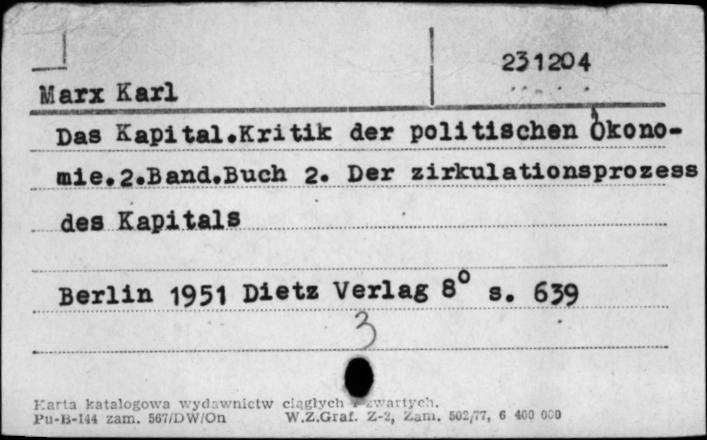 231204
Marx Karl
Das Kapital.Kritik der politischen Ökono-
mie.2.Band.Buch 2. Der zirkulationsprozess
des Kapitals
Berlin 1951 Dietz Verlag 8° s. 639
3
Karta katalogowa wydawnictw ciągłych i zwartych.
Pu-B-144 zam. 567/DW/On W.Z.Graf. Z-2, Zam. 502/77, 6 400 000